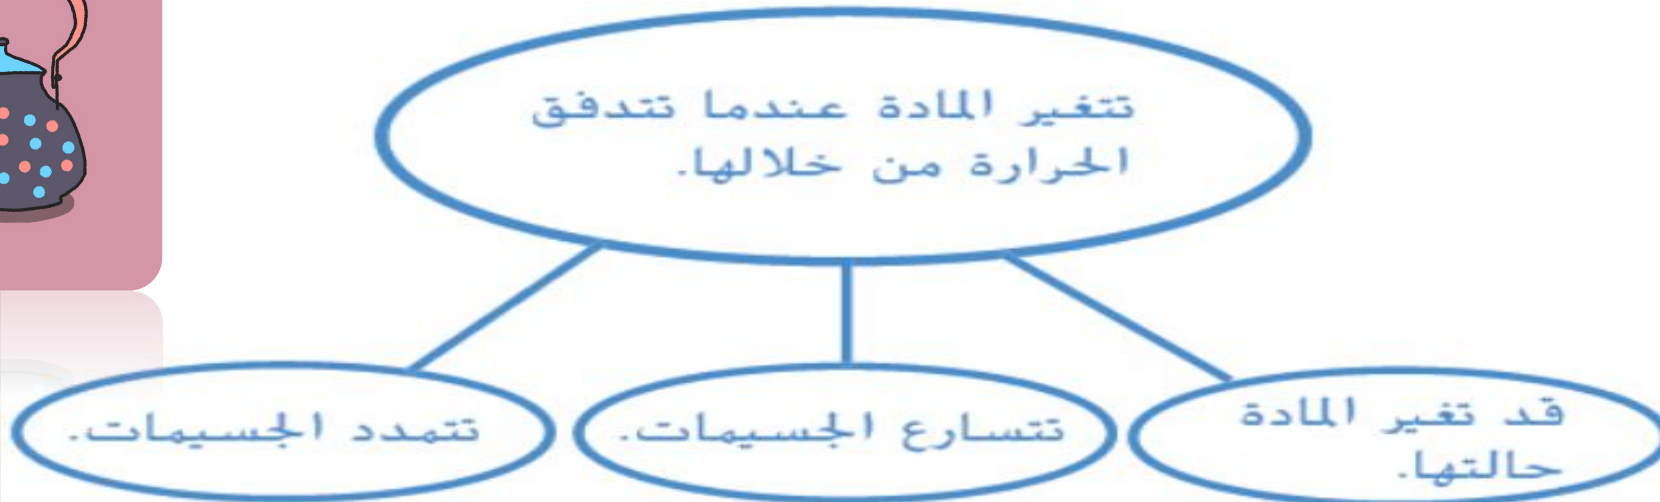 تتغير المادة عندما تتدفق
الحرارة من خلالها.
قد تغير المادة
حالتها.
تتسارع الجسيمات.
تتمدد الجسيمات.